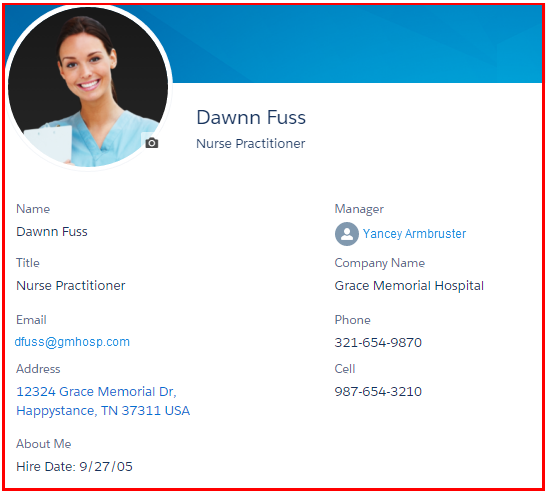 Dawnn Fuss
Nurse Practitioner
Name
Dawnn Fuss
Manager
Yancey Armbruster
Title
Nurse Practitioner
Company Name
Grace Memorial Hospital
Email
dfuss@gmhosp.com
Phone
321-654-9870
Address
12324 Grace Memorial Dr,
Happystance, TN 37311 USA
Cell
987-654-3210
About Me
Hire Date: 9/27/05